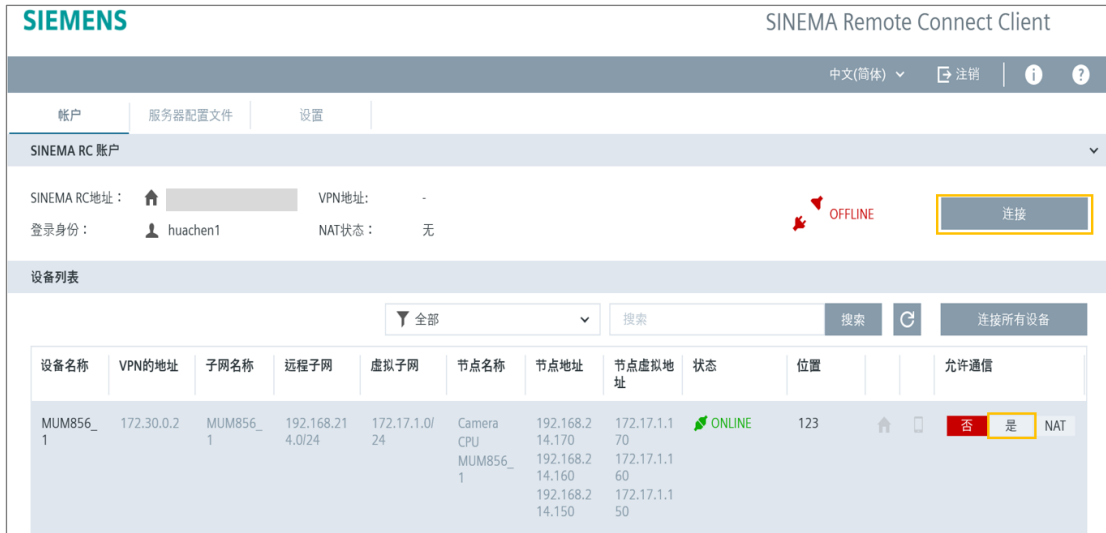 SIEMENS
SINEMA Remote Connect Client
中文(简体) 注销 i ?
帐户 服务器配置文件 设置
SINEMA RC 账户
SINEMA RC地址： VPN地址: - OFFLINE 连接
登录身份： huachen1 NAT状态： 无
设备列表
全部 搜索 搜索 连接所有设备
设备名称 VPN的地址 子网名称 远程子网 虚拟子网 节点名称 节点地址 节点虚拟地 状态 位置 允许通信
址
MUM856_ 172.30.0.2 MUM856_ 192.168.21 172.17.1.0/ Camera 192.168.2 172.17.1.1 ONLINE 123 否 是 NAT
1 1 4.0/24 24 CPU 14.170 70
MUM856_ 192.168.2 172.17.1.1
1 14.160 60
192.168.2 172.17.1.1
14.150 50